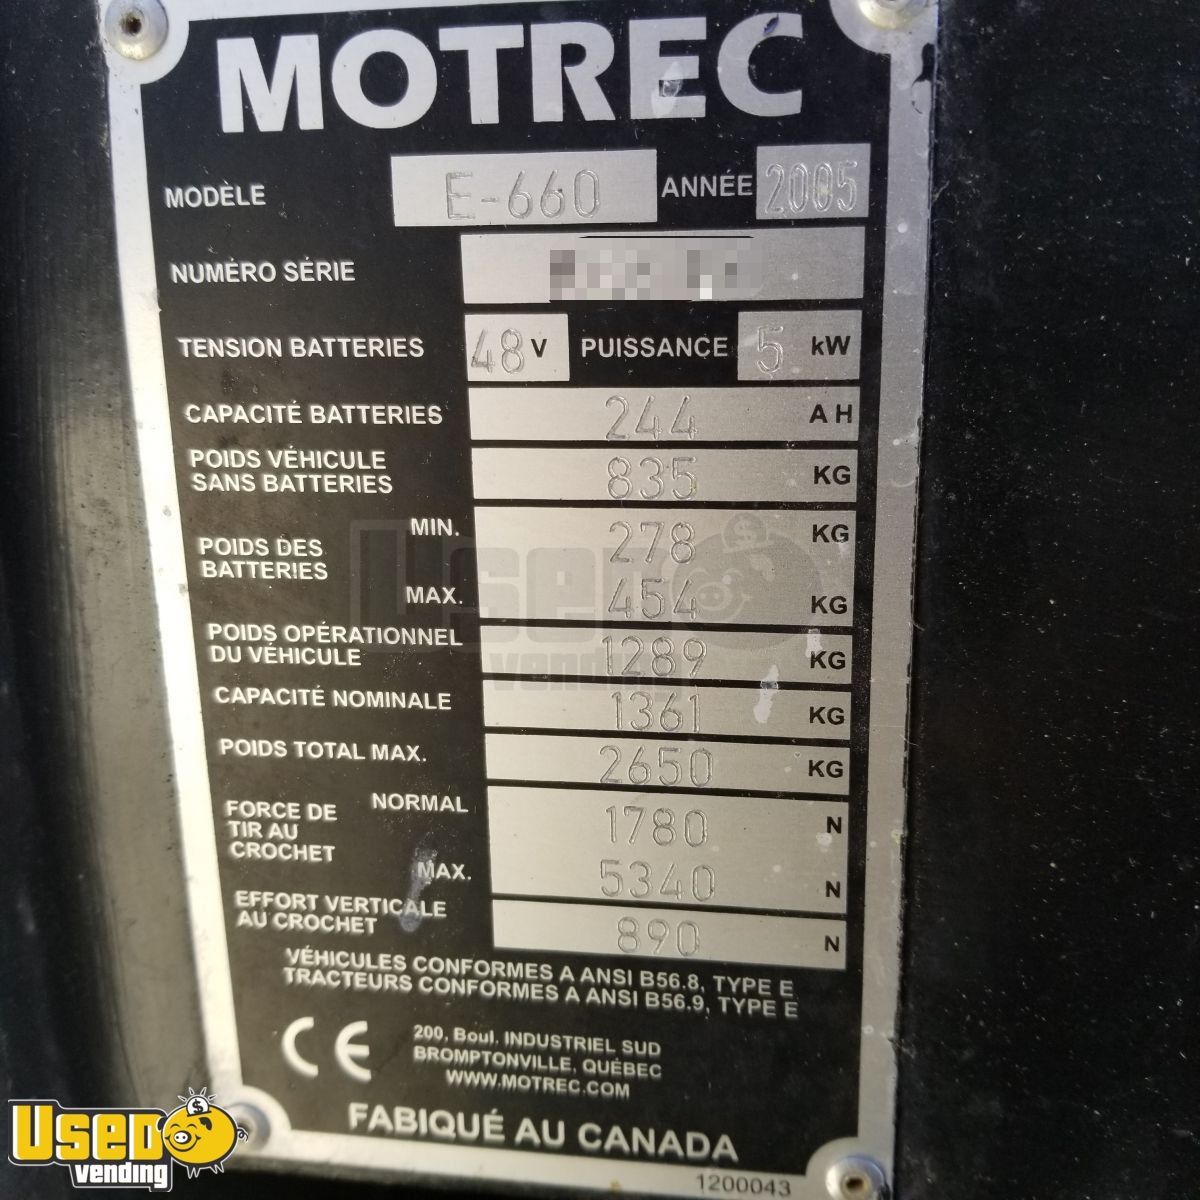 MOTREC
MODÈLE E-660 ANNÉE 2005
NUMÉRO SÉRIE
TENSION BATTERIES 48 V PUISSANCE 5 kW
CAPACITÉ BATTERIES 244 A H
POIDS VÉHICULE
SANS BATTERIES 835 KG
MIN. 278 KG
POIDS DES
BATTERIES
MAX. 454 KG
POIDS OPÉRATIONNEL
DU VÉHICULE 1289 KG
CAPACITÉ NOMINALE 1361 KG
POIDS TOTAL MAX. 2650 KG
NORMAL 1780 N
FORCE DE
TIR AU
CROCHET
MAX. 5340 N
EFFORT VERTICALE
AU CROCHET 890 N
VÉHICULES CONFORMES A ANSI B56.8, TYPE E
TRACTEURS CONFORMES A ANSI B56.9, TYPE E
CE
200, Boul. INDUSTRIEL SUD
BROMPTONVILLE, QUÉBEC
WWW.MOTREC.COM
FABIQUÉ AU CANADA
1200043
Used
vending
Used
vending